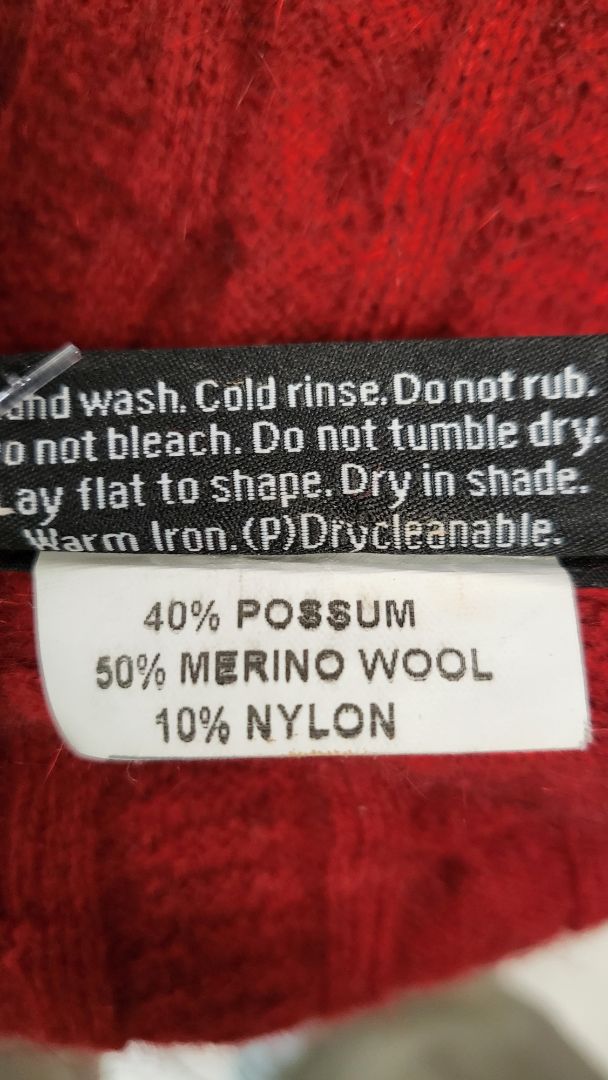 and wash. Cold rinse. Do not rub.
o not bleach. Do not tumble dry.
Lay flat to shape. Dry in shade.
Warm Iron. (P) Drycleanable.
40% POSSUM
50% MERINO WOOL
10% NYLON